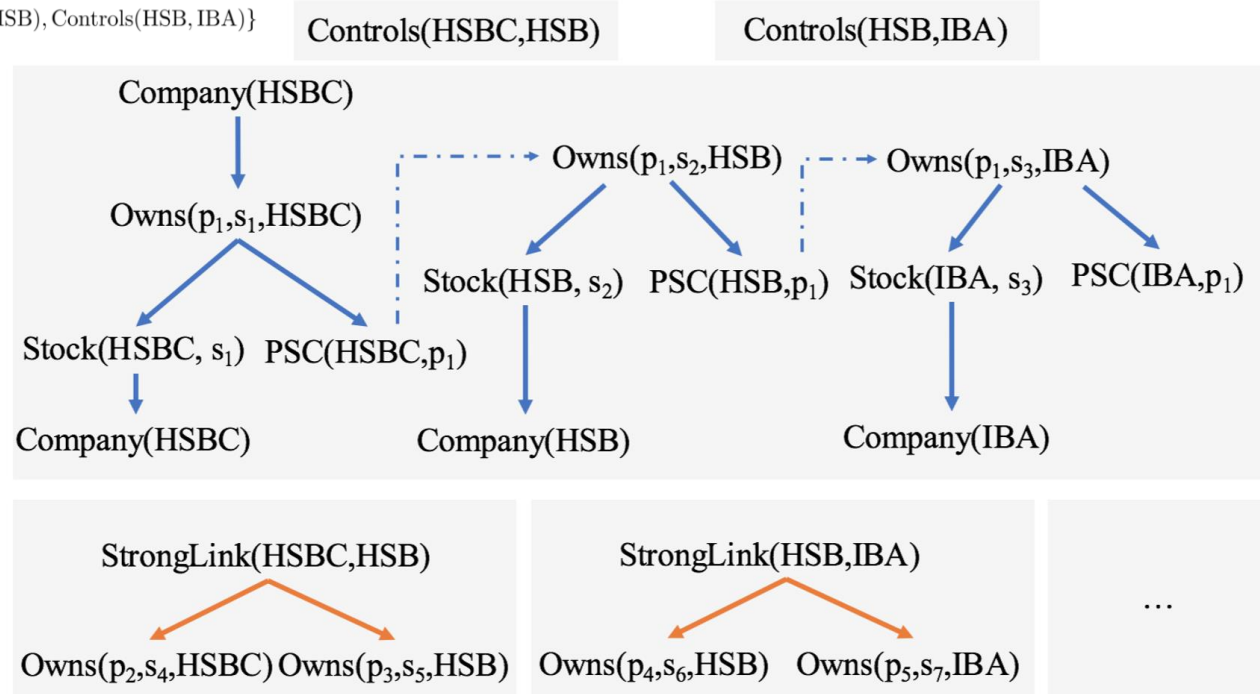 HSB), Controls(HSB, IBA)}
Controls(HSBC,HSB)
Controls(HSB,IBA)
Company(HSBC)
Owns(p₁,s₂,HSB)
Owns(p₁,s₃,IBA)
Owns(p₁,s₁,HSBC)
Stock(HSB, s₂)
PSC(HSB,p₁)
Stock(IBA, s₃)
PSC(IBA,p₁)
Stock(HSBC, s₁)
PSC(HSBC,p₁)
Company(HSBC)
Company(HSB)
Company(IBA)
StrongLink(HSBC,HSB)
StrongLink(HSB,IBA)
...
Owns(p₂,s₄,HSBC)
Owns(p₃,s₅,HSB)
Owns(p₄,s₆,HSB)
Owns(p₅,s₇,IBA)